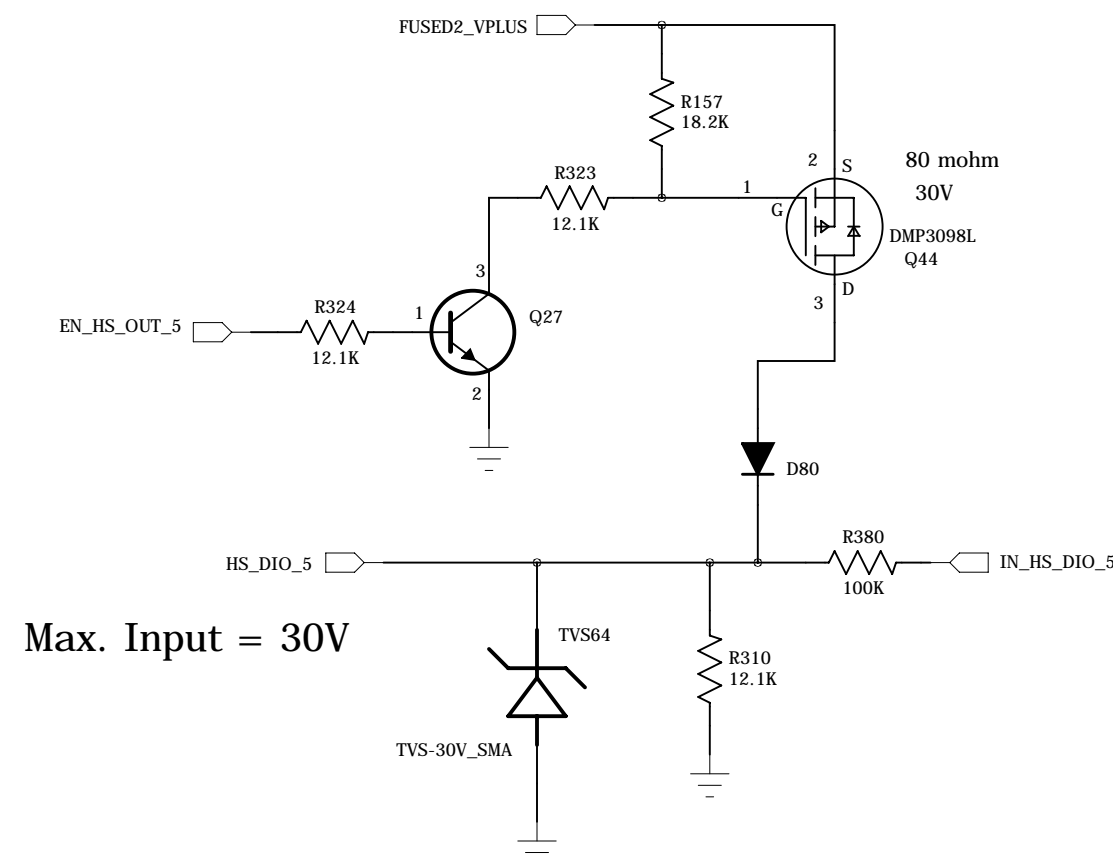 FUSED2_VPLUS
R157
18.2K
2
S
80 mohm
30V
R323
12.1K
1
G
DMP3098L
Q44
3
D
3
R324
12.1K
1
Q27
EN_HS_OUT_5
2
D80
HS_DIO_5
R380
100K
IN_HS_DIO_5
Max. Input = 30V
TVS64
R310
12.1K
TVS-30V_SMA